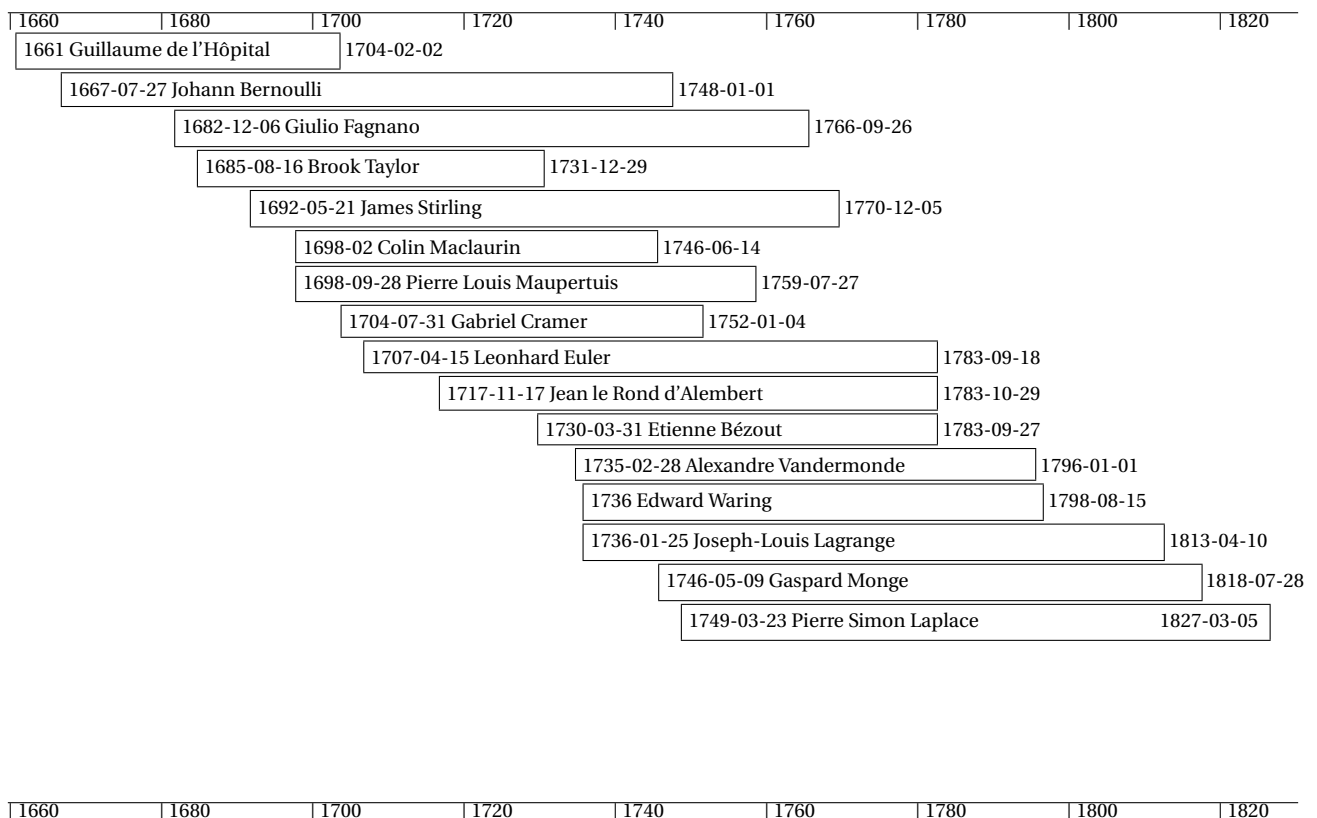 1660 1680 1700 1720 1740 1760 1780 1800 1820
1661 Guillaume de l’Hôpital 1704-02-02
1667-07-27 Johann Bernoulli 1748-01-01
1682-12-06 Giulio Fagnano 1766-09-26
1685-08-16 Brook Taylor 1731-12-29
1692-05-21 James Stirling 1770-12-05
1698-02 Colin Maclaurin 1746-06-14
1698-09-28 Pierre Louis Maupertuis 1759-07-27
1704-07-31 Gabriel Cramer 1752-01-04
1707-04-15 Leonhard Euler 1783-09-18
1717-11-17 Jean le Rond d’Alembert 1783-10-29
1730-03-31 Etienne Bézout 1783-09-27
1735-02-28 Alexandre Vandermonde 1796-01-01
1736 Edward Waring 1798-08-15
1736-01-25 Joseph-Louis Lagrange 1813-04-10
1746-05-09 Gaspard Monge 1818-07-28
1749-03-23 Pierre Simon Laplace 1827-03-05
1660 1680 1700 1720 1740 1760 1780 1800 1820